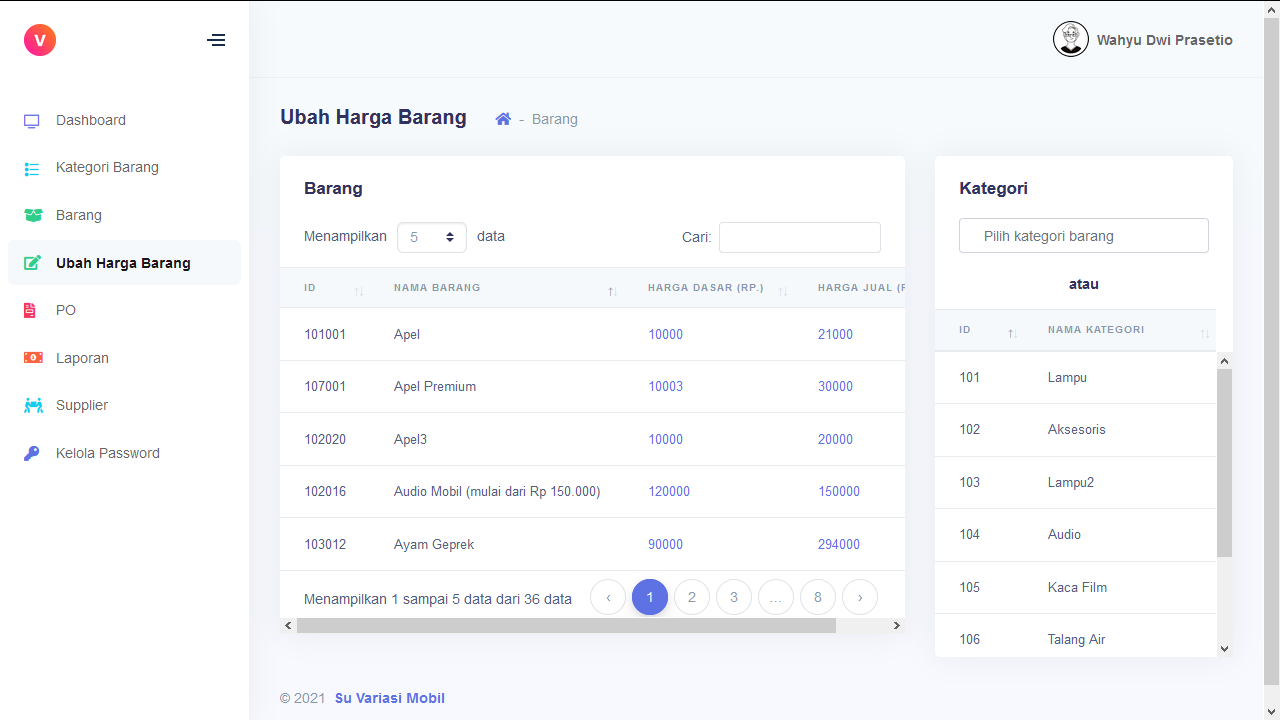 V
Wahyu Dwi Prasetio
Dashboard
Kategori Barang
Barang
Ubah Harga Barang
PO
Laporan
Supplier
Kelola Password
Ubah Harga Barang - Barang
Barang
Menampilkan 5 data Cari:
ID NAMA BARANG HARGA DASAR (RP.) HARGA JUAL (
101001 Apel 10000 21000
107001 Apel Premium 10003 30000
102020 Apel3 10000 20000
102016 Audio Mobil (mulai dari Rp 150.000) 120000 150000
103012 Ayam Geprek 90000 294000
Menampilkan 1 sampai 5 data dari 36 data ‹ 1 2 3 ... 8 ›
Kategori
Pilih kategori barang
atau
ID NAMA KATEGORI
101 Lampu
102 Aksesoris
103 Lampu2
104 Audio
105 Kaca Film
106 Talang Air
© 2021 Su Variasi Mobil